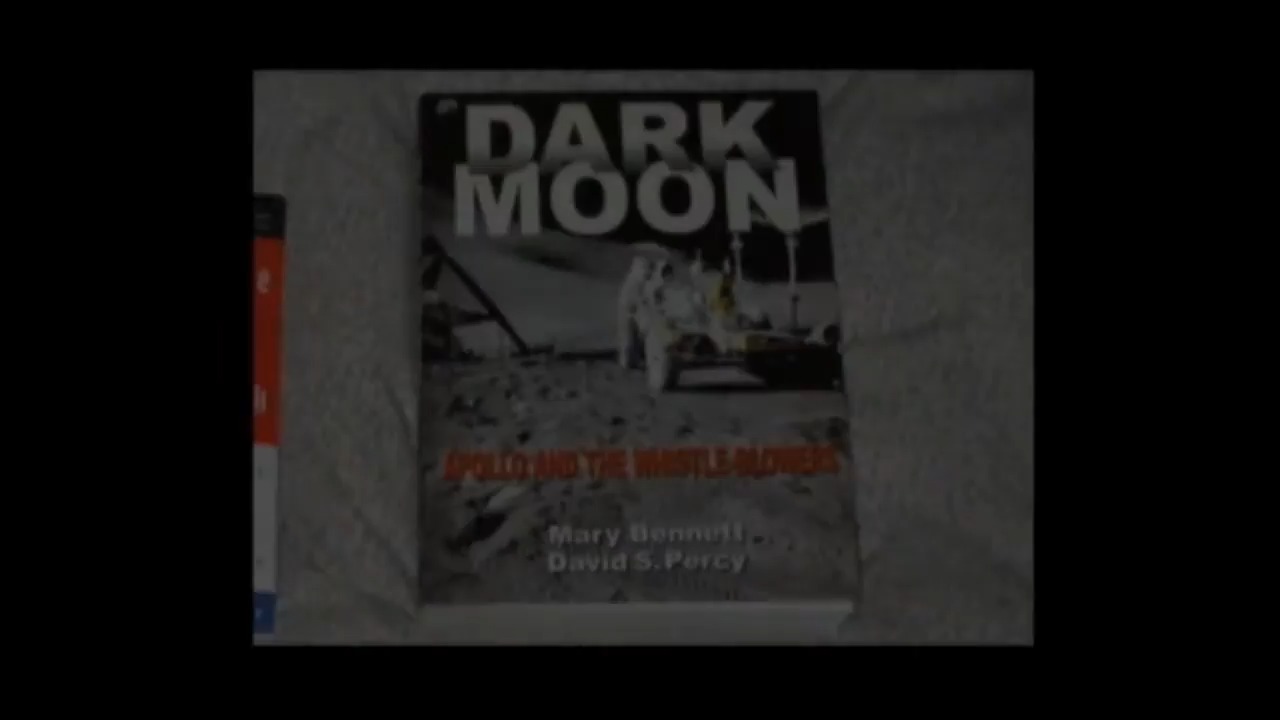 DARK
MOON
APOLLO AND THE WHISTLE-BLOWERS
Mary Bennett
David S. Percy